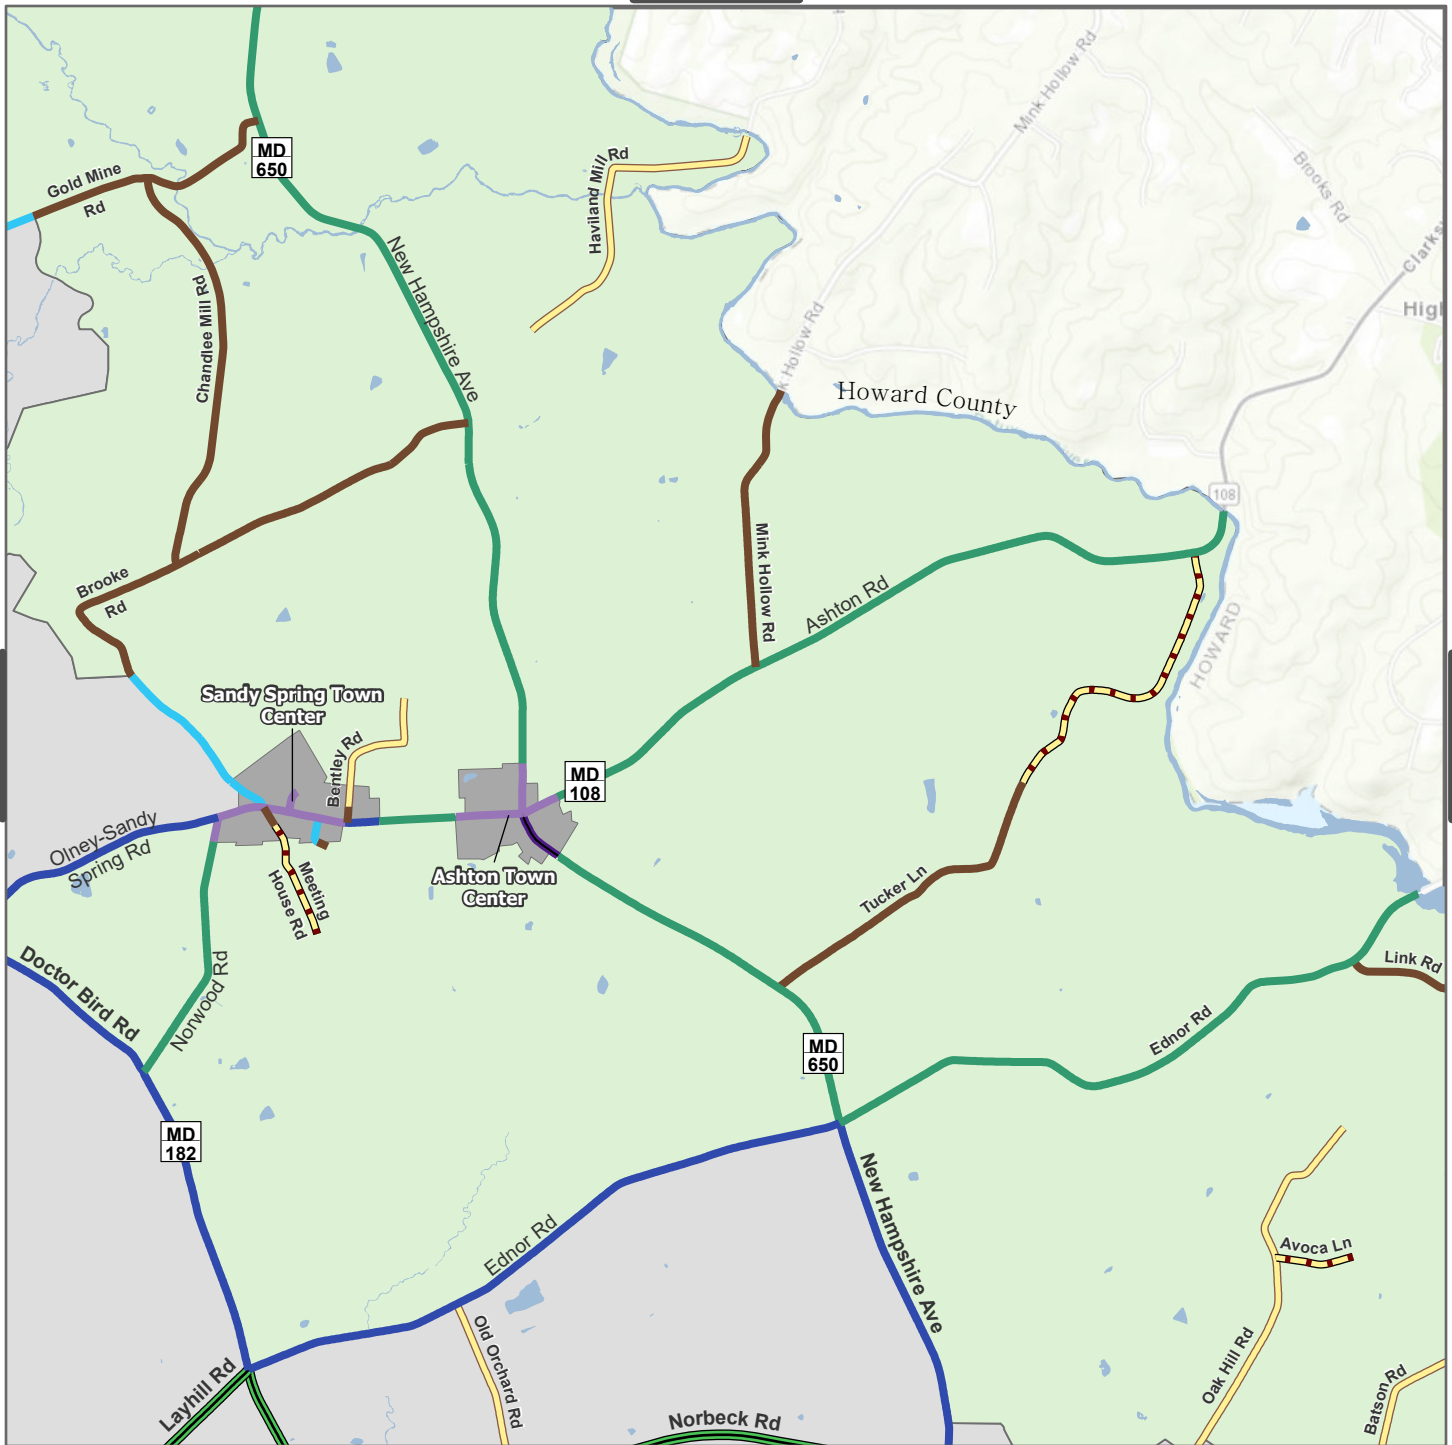 Mink Hollow Rd
MD
650
Haviland Mill Rd
Brooks Rd
Gold Mine
Rd
New Hampshire Ave
Clarksv
Chandlee Mill Rd
High
k Hollow Rd
Howard County
108
Mink Hollow Rd
Brooke
Rd
Ashton Rd
HOWARD
Sandy Spring Town
Center
Bentley Rd
MD
108
Olney-Sandy
Spring Rd
Ashton Town
Center
Meeting
House Rd
Tucker Ln
Doctor Bird Rd
Norwood Rd
Link Rd
MD
650
Ednor Rd
MD
182
New Hampshire Ave
Ednor Rd
Avoca Ln
Old Orchard Rd
Oak Hill Rd
Layhill Rd
Batson Rd
Norbeck Rd